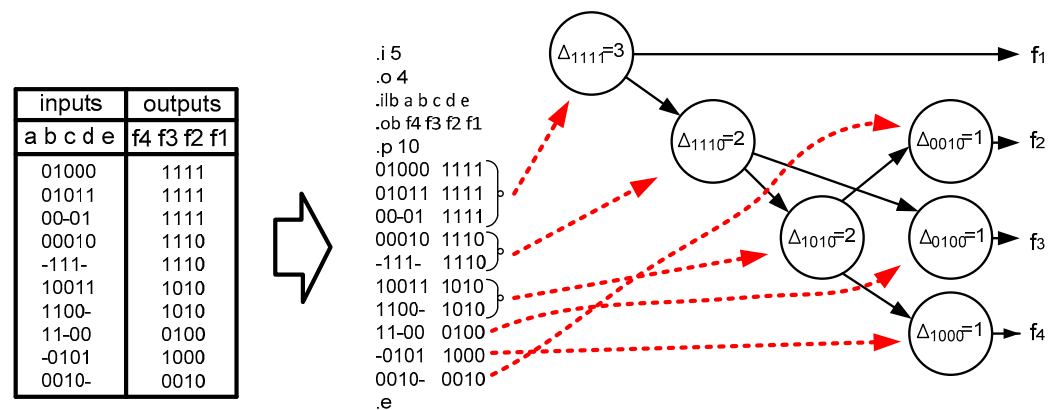 inputs outputs
a b c d e f4 f3 f2 f1
01000 1111
01011 1111
00-01 1111
00010 1110
-111- 1110
10011 1010
1100- 1010
11-00 0100
-0101 1000
0010- 0010
.i 5
.o 4
.ilb a b c d e
.ob f4 f3 f2 f1
.p 10
01000 1111
01011 1111
00-01 1111
00010 1110
-111- 1110
10011 1010
1100- 1010
11-00 0100
-0101 1000
0010- 0010
.e
Δ1111=3
f1
Δ1110=2
Δ0010=1
f2
Δ1010=2
Δ0100=1
f3
Δ1000=1
f4